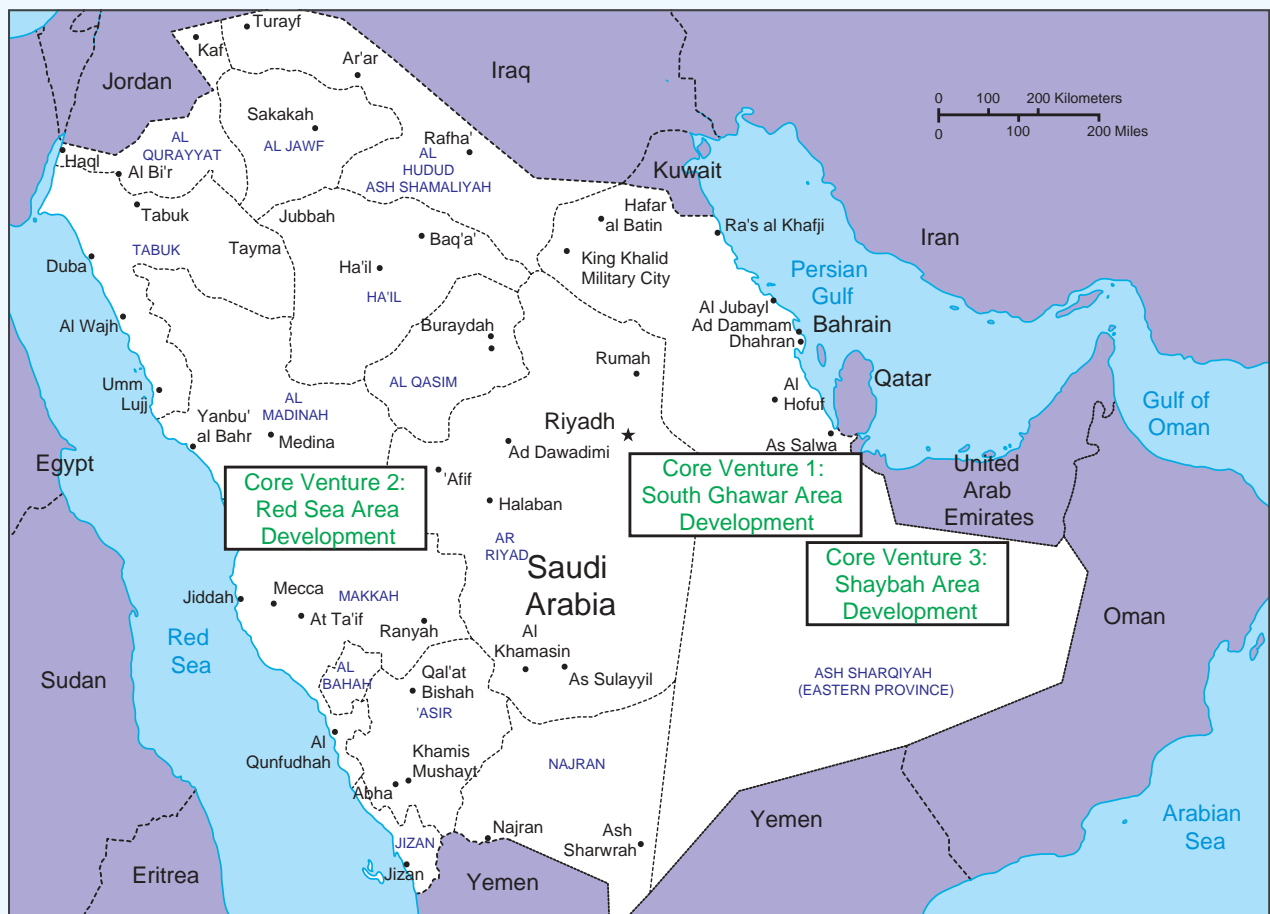 Turayf
Kaf
Ar'ar
Iraq
Jordan
0 100 200 Kilometers
0 100 200 Miles
Sakakah
AL
QURAYYAT
AL JAWF
Rafha'
AL
HUDUD
ASH SHAMALIYAH
Haql
Al Bi'r
Kuwait
Tabuk
Jubbah
Hafar
al Batin
Ra's al Khafji
Iran
TABUK
Tayma
Baq'a'
King Khalid
Military City
Duba
Ha'il
HA'IL
Persian
Gulf
Al Jubayl
Ad Dammam
Dhahran
Bahrain
Al Wajh
Buraydah
Rumah
Qatar
Umm
Lujj
AL QASIM
Al
Hofuf
Gulf of
Oman
AL
MADINAH
Yanbu'
al Bahr
Medina
Riyadh
Ad Dawadimi
As Salwa
Egypt
Core Venture 2:
Red Sea Area
Development
'Afif
Halaban
Core Venture 1:
South Ghawar Area
Development
United
Arab
Emirates
AR
RIYAD
Saudi
Arabia
Core Venture 3:
Shaybah Area
Development
Jiddah
Mecca
MAKKAH
At Ta'if
Ranyah
Oman
Red
Sea
Al
Khamasin
As Sulayyil
Sudan
AL
BAHAH
Qal'at
Bishah
'ASIR
ASH SHARQIYAH
(EASTERN PROVINCE)
Al
Qunfudhah
Khamis
Mushayt
Abha
NAJRAN
Najran
Ash
Sharwrah
Yemen
Arabian
Sea
JIZAN
Jizan
Eritrea
Yemen